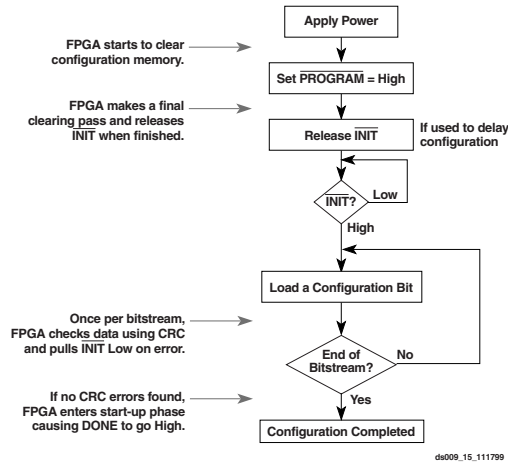 Apply Power
FPGA starts to clear
configuration memory.
Set PROGRAM = High
FPGA makes a final
clearing pass and releases
INIT when finished.
Release INIT
If used to delay
configuration
INIT?
Low
High
Load a Configuration Bit
Once per bitstream,
FPGA checks data using CRC
and pulls INIT Low on error.
End of
Bitstream?
No
Yes
If no CRC errors found,
FPGA enters start-up phase
causing DONE to go High.
Configuration Completed
ds009_15_111799